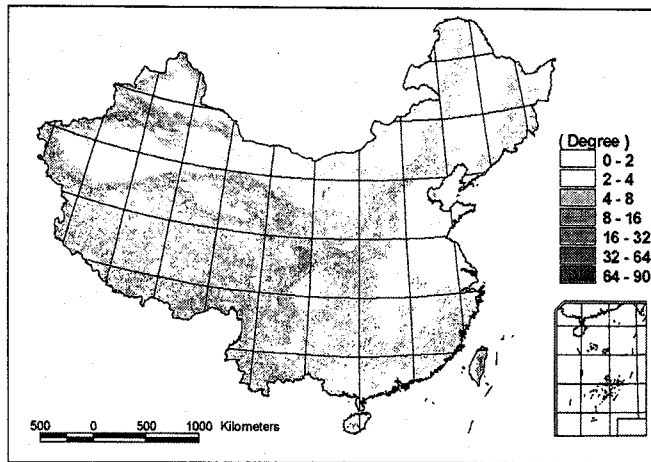 ( Degree )
0 - 2
2 - 4
4 - 8
8 - 16
16 - 32
32 - 64
64 - 90
500 0 500 1000 Kilometers